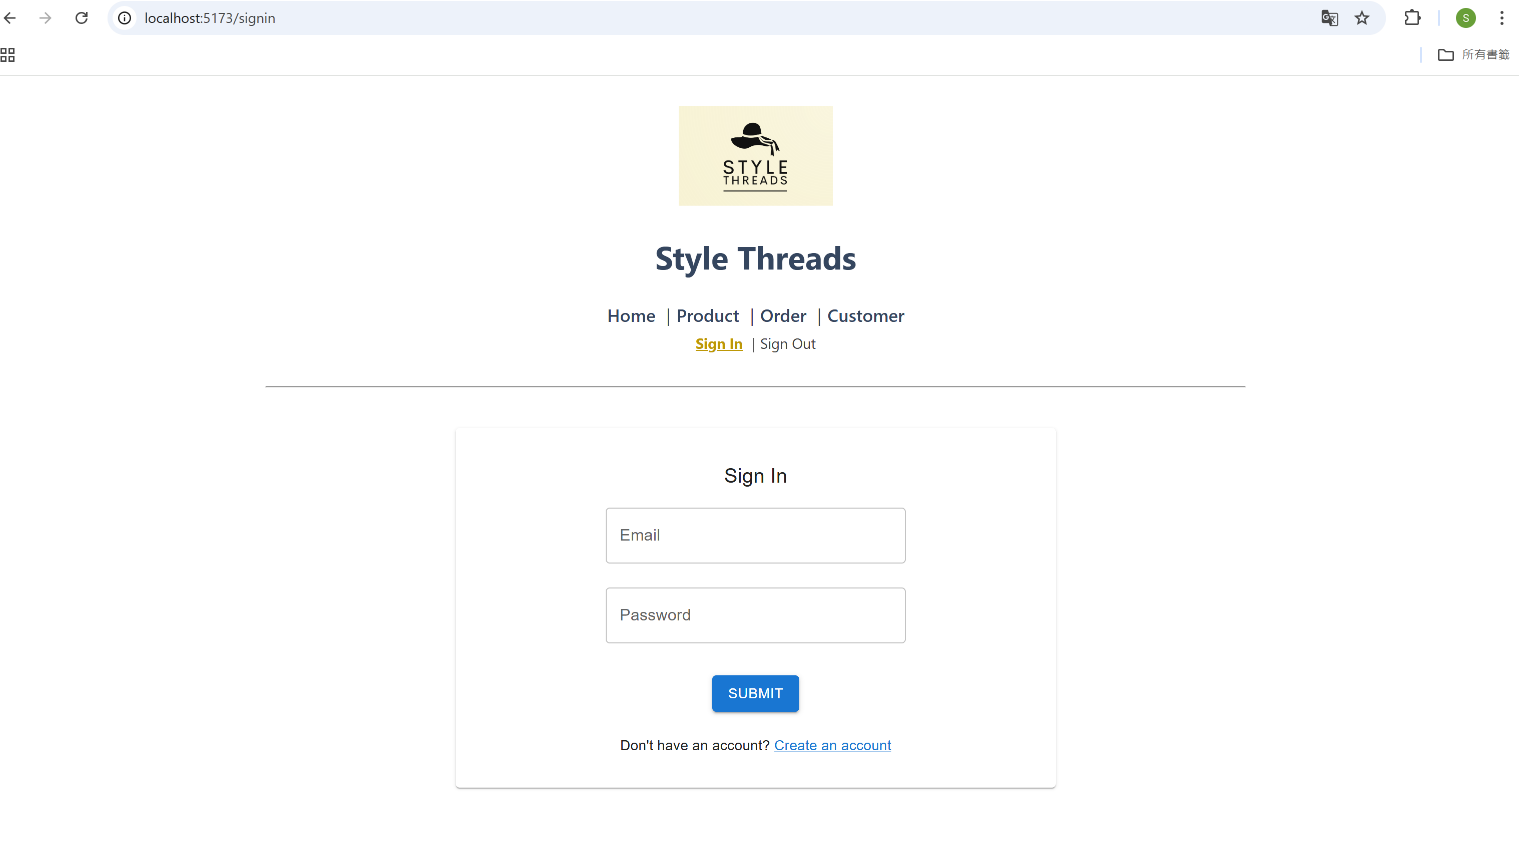 localhost:5173/signin
S
所有書籤
STYLE
THREADS
Style Threads
Home | Product | Order | Customer
Sign In | Sign Out
Sign In
Email
Password
SUBMIT
Don't have an account? Create an account